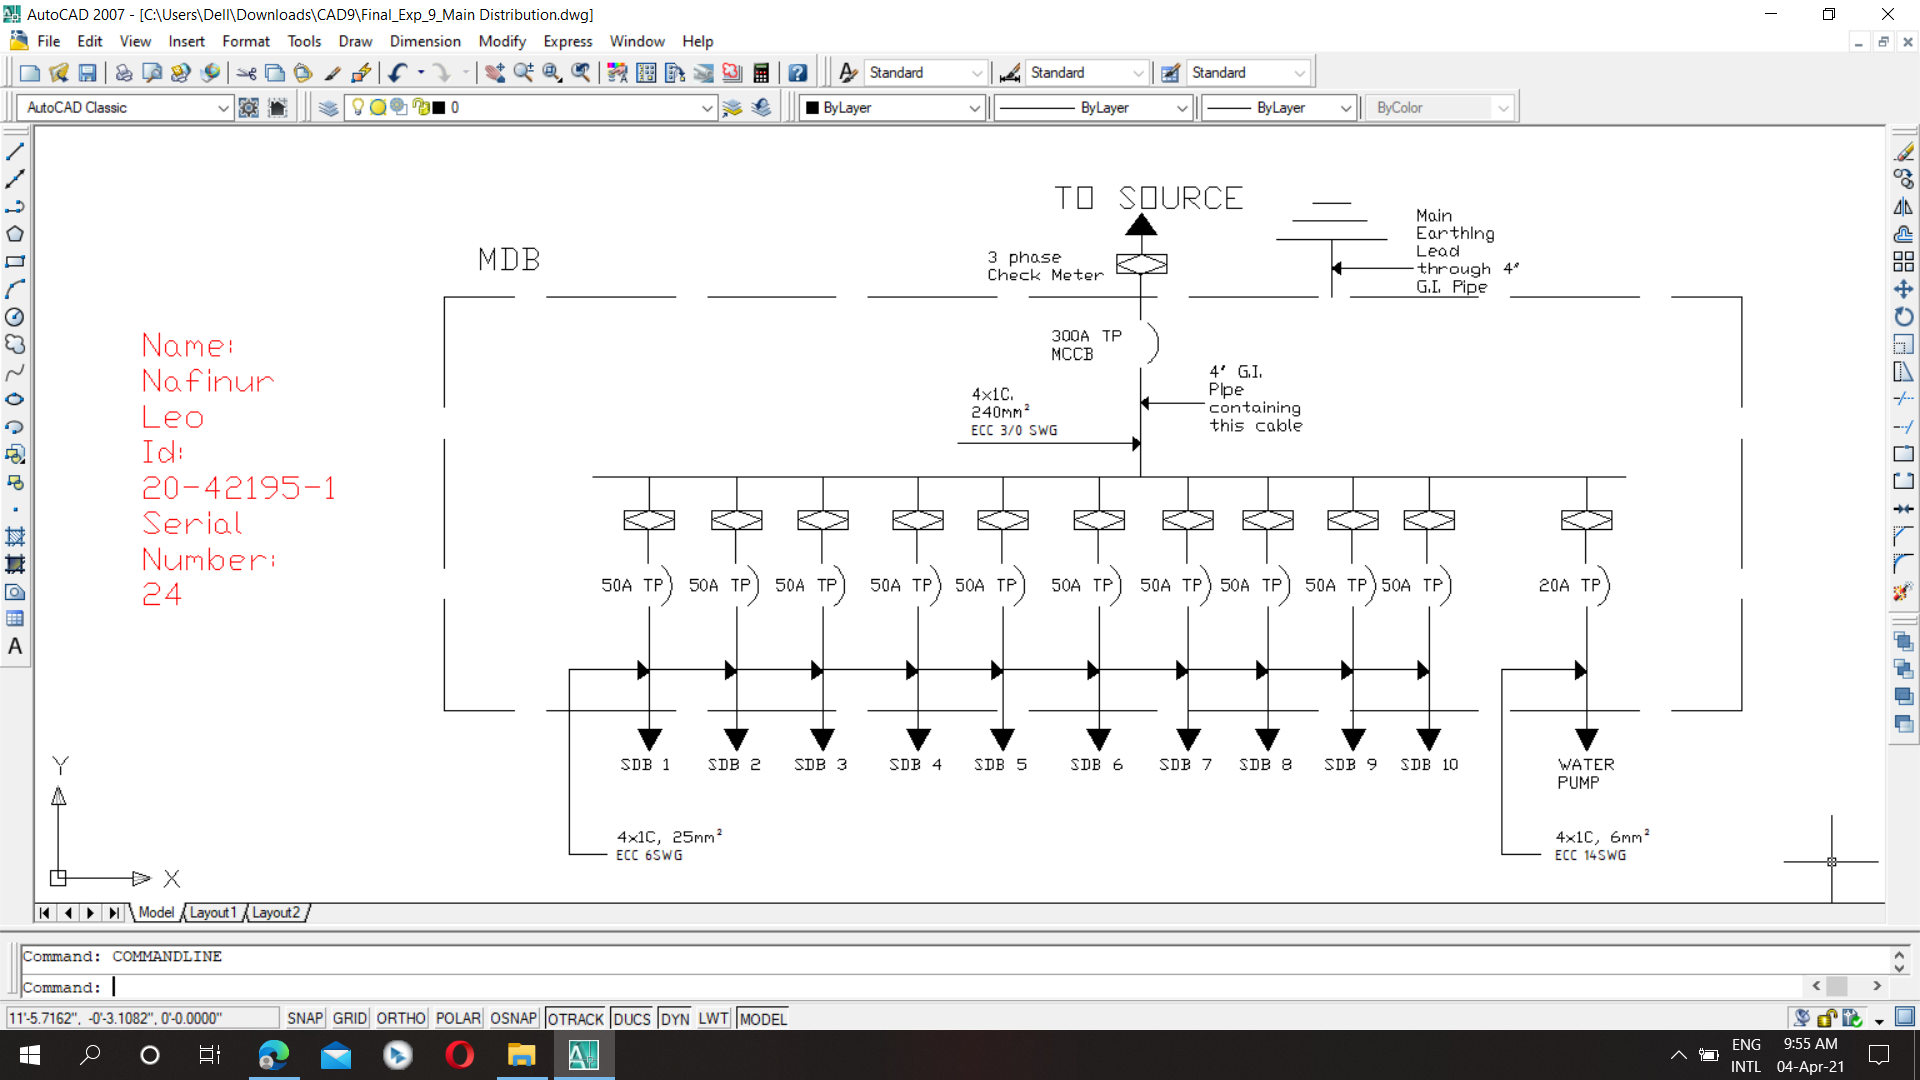 AutoCAD 2007 - [C:\Users\Dell\Downloads\CAD9\Final_Exp_9_Main Distribution.dwg]
File Edit View Insert Format Tools Draw Dimension Modify Express Window Help
Standard Standard Standard
AutoCAD Classic 0 ByLayer ByLayer ByLayer ByColor
TO SOURCE
MDB
3 phase
Check Meter
Main
Earthing
Lead
through 4"
G.I. Pipe
300A TP
MCCB
4" G.I.
Pipe
containing
this cable
4x1C.
240mm²
ECC 3/0 SWG
Name:
Nafinur
Leo
Id:
20-42195-1
Serial
Number:
24
50A TP 50A TP 50A TP 50A TP 50A TP 50A TP 50A TP 50A TP 50A TP 50A TP 20A TP
SDB 1 SDB 2 SDB 3 SDB 4 SDB 5 SDB 6 SDB 7 SDB 8 SDB 9 SDB 10 WATER
PUMP
4x1C, 25mm²
ECC 6SWG
4x1C, 6mm²
ECC 14SWG
Y
X
Model Layout1 Layout2
Command: COMMANDLINE
Command:
11'-5.7162", -0'-3.1082", 0'-0.0000" SNAP GRID ORTHO POLAR OSNAP OTRACK DUCS DYN LWT MODEL
ENG 9:55 AM
INTL 04-Apr-21